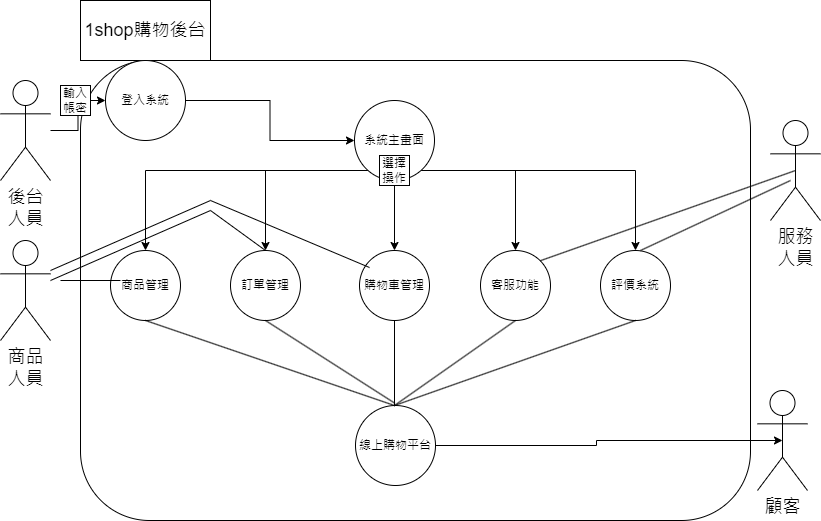 1shop購物後台
輸入
帳密
登入系統
系統主畫面
選擇
操作
後台
人員
服務
人員
商品管理
訂單管理
購物車管理
客服功能
評價系統
商品
人員
線上購物平台
顧客